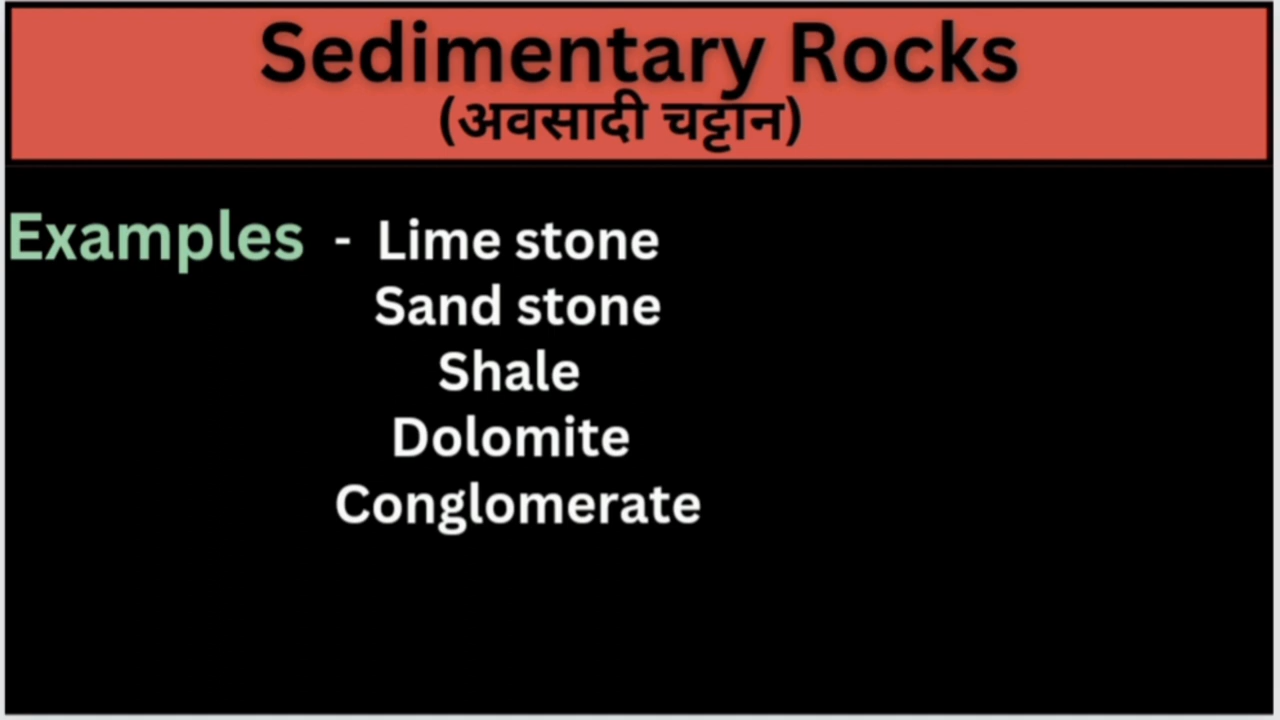 Sedimentary Rocks
(अवसादी चट्टान)
Examples - Lime stone
Sand stone
Shale
Dolomite
Conglomerate